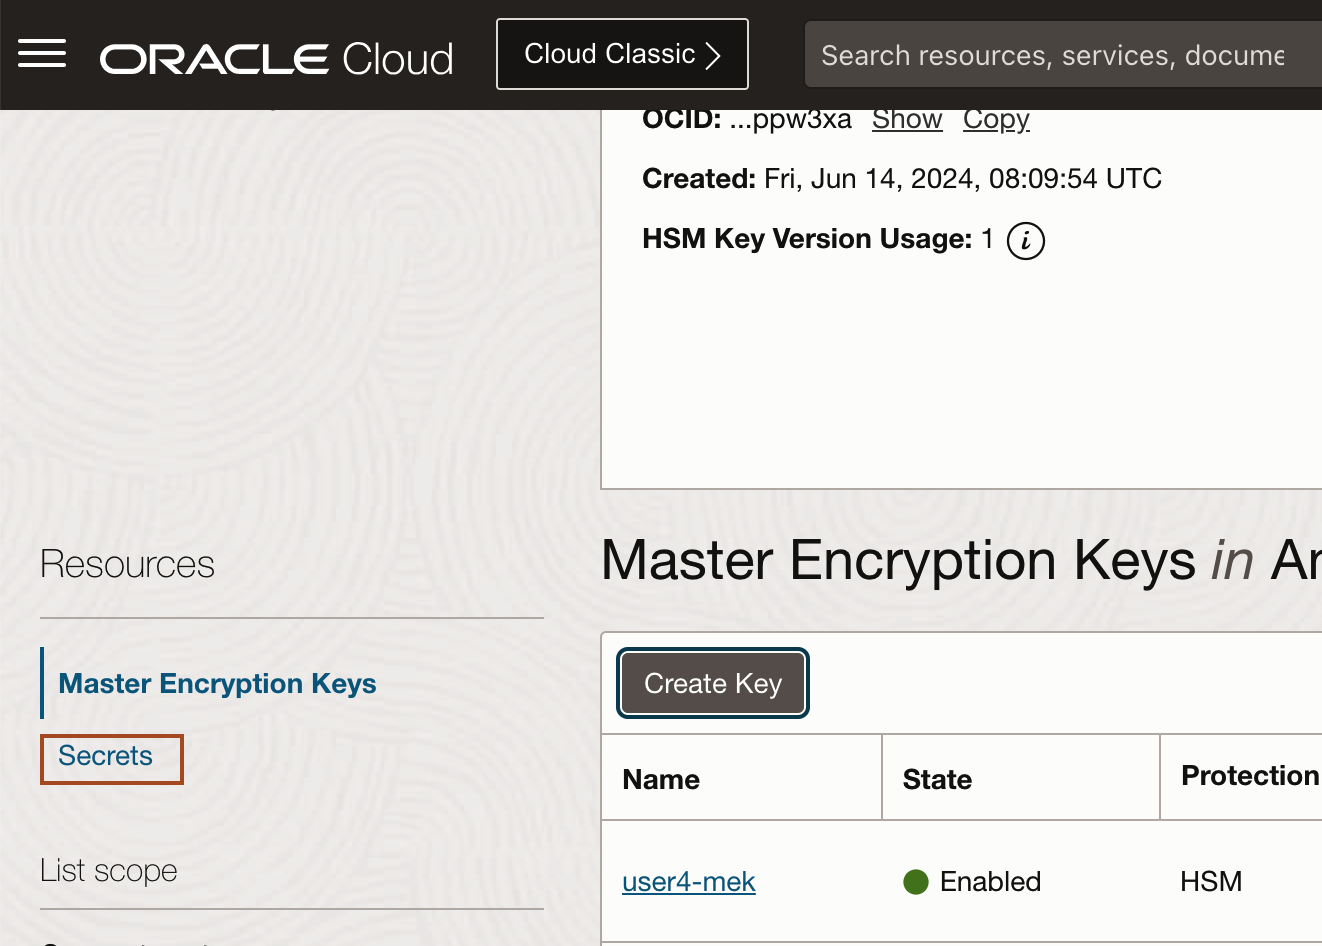 ORACLE Cloud
Cloud Classic
Search resources, services, docume
OCID: ...ppw3xa Show Copy
Created: Fri, Jun 14, 2024, 08:09:54 UTC
HSM Key Version Usage: 1 i
Resources
Master Encryption Keys
Secrets
List scope
Master Encryption Keys in
Create Key
Name State Protection
user4-mek Enabled HSM